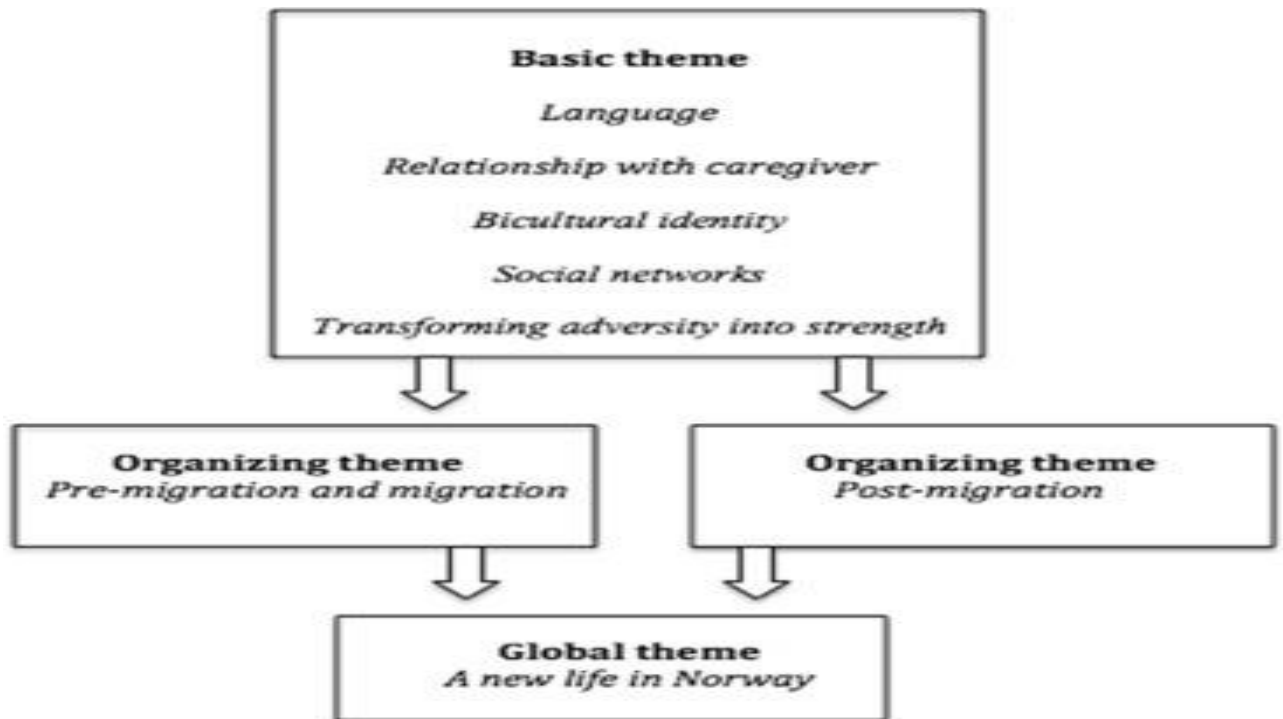 Basic theme
Language
Relationship with caregiver
Bicultural identity
Social networks
Transforming adversity into strength
Organizing theme
Pre-migration and migration
Organizing theme
Post-migration
Global theme
A new life in Norway